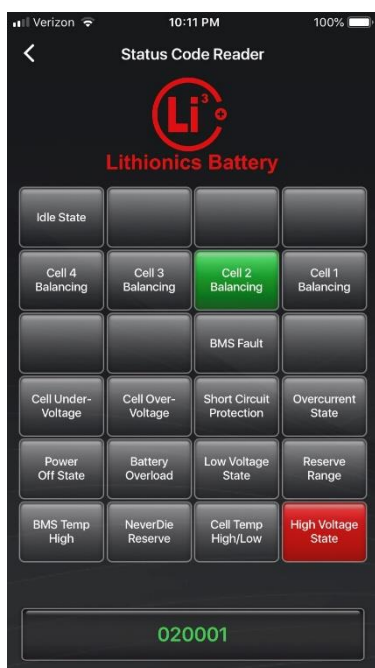 Verizon 10:11 PM 100%
Status Code Reader
Li3+
Lithionics Battery
Idle State
Cell 4
Balancing
Cell 3
Balancing
Cell 2
Balancing
Cell 1
Balancing
BMS Fault
Cell Under-
Voltage
Cell Over-
Voltage
Short Circuit
Protection
Overcurrent
State
Power
Off State
Battery
Overload
Low Voltage
State
Reserve
Range
BMS Temp
High
NeverDie
Reserve
Cell Temp
High/Low
High Voltage
State
020001